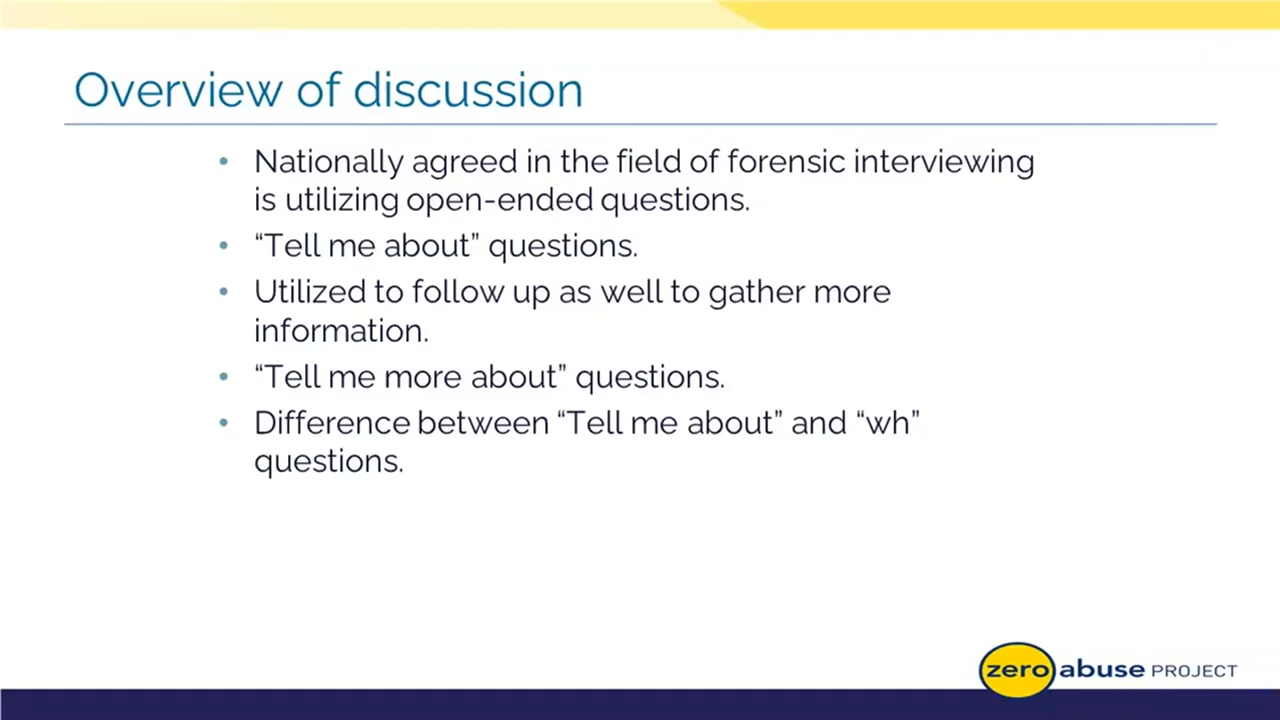 Overview of discussion
• Nationally agreed in the field of forensic interviewing
is utilizing open-ended questions.
• “Tell me about” questions.
• Utilized to follow up as well to gather more
information.
• “Tell me more about” questions.
• Difference between “Tell me about” and “wh”
questions.
zero abuse PROJECT